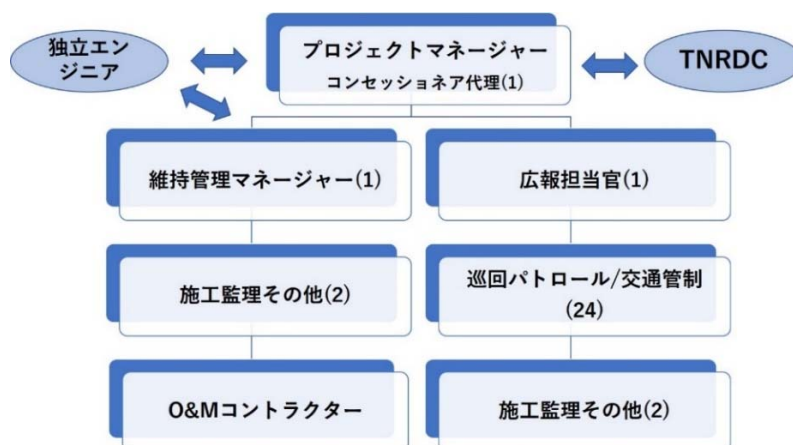 独立エン
ジニア
プロジェクトマネージャー
コンセッショネア代理(1)
TNRDC
維持管理マネージャー(1)
広報担当官(1)
施工監理その他(2)
巡回パトロール/交通管制
(24)
O&Mコントラクター
施工監理その他(2)